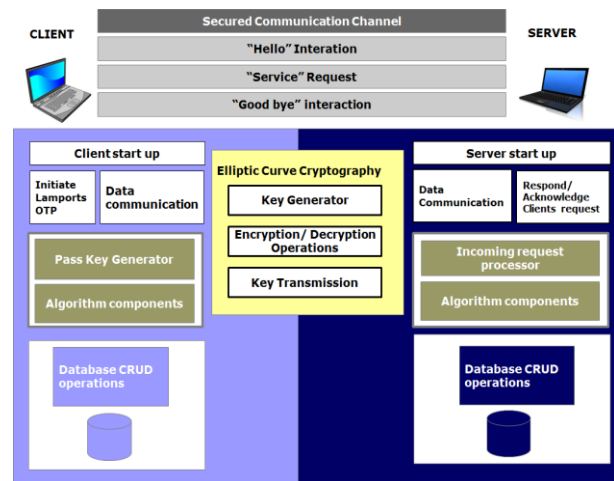 Secured Communication Channel
CLIENT
SERVER
“Hello” Interation
“Service” Request
“Good bye” interaction
Client start up
Initiate
Lamports
OTP
Data
communication
Pass Key Generator
Algorithm components
Database CRUD
operations
Elliptic Curve Cryptography
Key Generator
Encryption/ Decryption
Operations
Key Transmission
Server start up
Data
Communication
Respond/
Acknowledge
Clients request
Incoming request
processor
Algorithm components
Database CRUD
operations